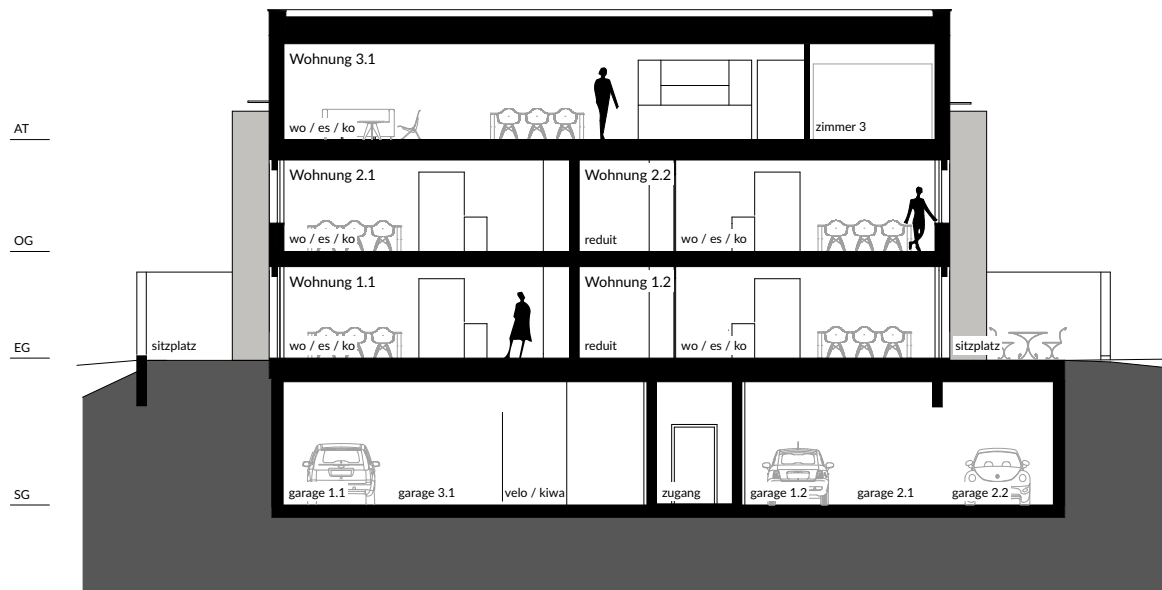 Wohnung 3.1
AT
wo / es / ko
zimmer 3
Wohnung 2.1
Wohnung 2.2
OG
wo / es / ko
reduit
wo / es / ko
Wohnung 1.1
Wohnung 1.2
EG
sitzplatz
wo / es / ko
reduit
wo / es / ko
sitzplatz
SG
garage 1.1
garage 3.1
velo / kiwa
zugang
garage 1.2
garage 2.1
garage 2.2